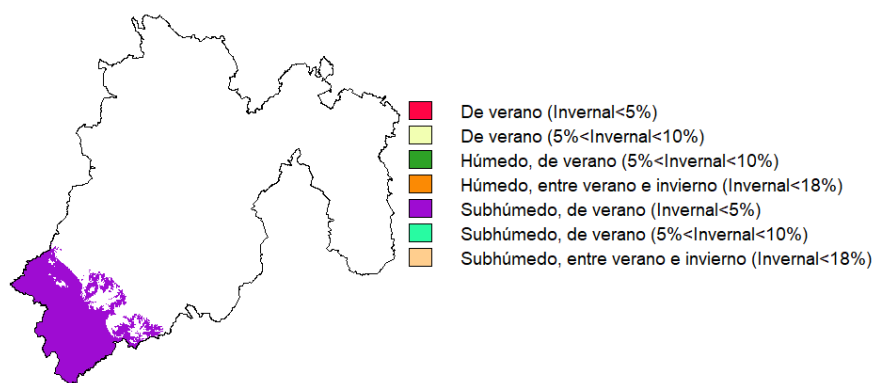 De verano (Invernal<5%)
De verano (5%<Invernal<10%)
Húmedo, de verano (5%<Invernal<10%)
Húmedo, entre verano e invierno (Invernal<18%)
Subhúmedo, de verano (Invernal<5%)
Subhúmedo, de verano (5%<Invernal<10%)
Subhúmedo, entre verano e invierno (Invernal<18%)